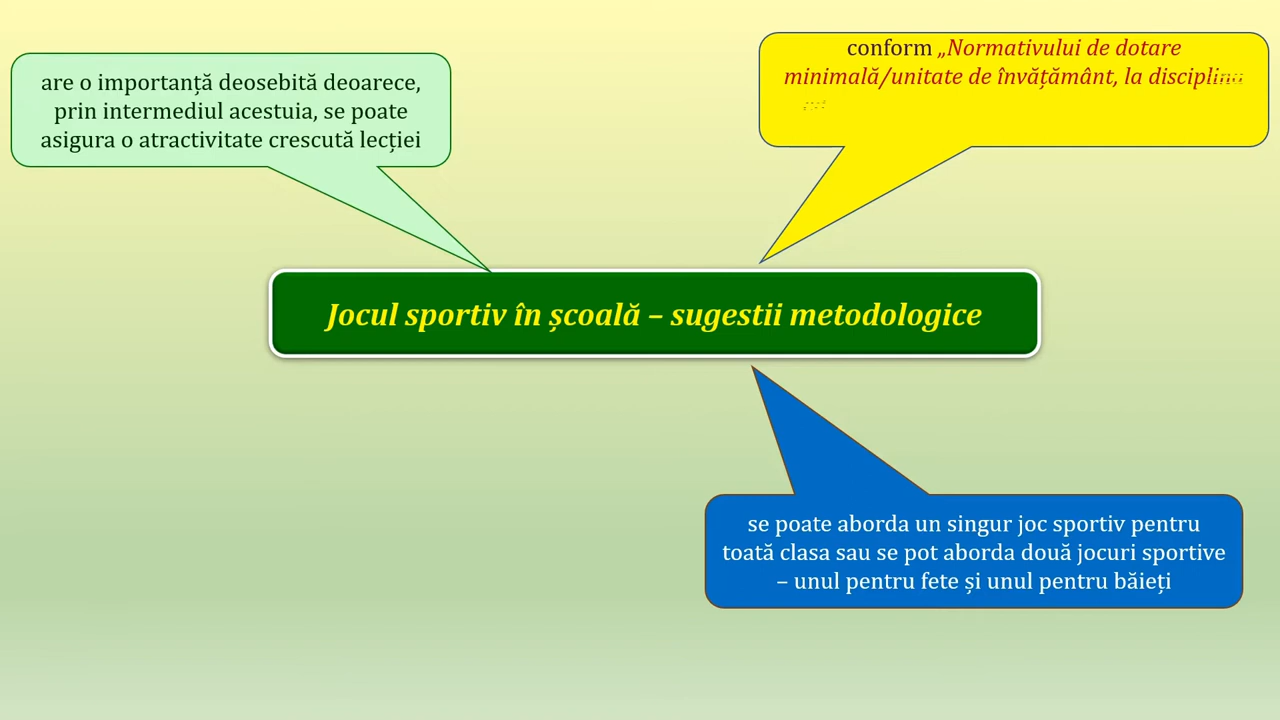 are o importanță deosebită deoarece,
prin intermediul acestuia, se poate
asigura o atractivitate crescută lecției
conform „Normativului de dotare
minimală/unitate de învățământ, la
Jocul sportiv în școală – sugestii metodologice
se poate aborda un singur joc sportiv pentru
toată clasa sau se pot aborda două jocuri sportive
– unul pentru fete și unul pentru băieți